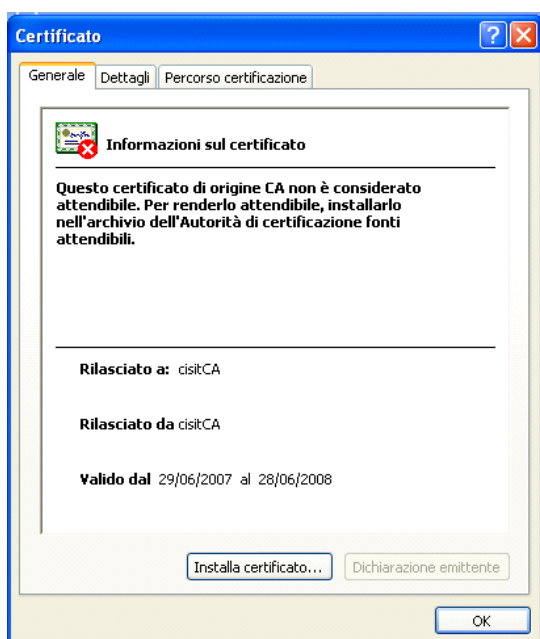 Certificato
Generale Dettagli Percorso certificazione
Informazioni sul certificato
Questo certificato di origine CA non è considerato
attendibile. Per renderlo attendibile, installarlo
nell'archivio dell'Autorità di certificazione fonti
attendibili.
Rilasciato a: cisitCA
Rilasciato da cisitCA
Valido dal 29/06/2007 al 28/06/2008
Installa certificato... Dichiarazione emittente
OK